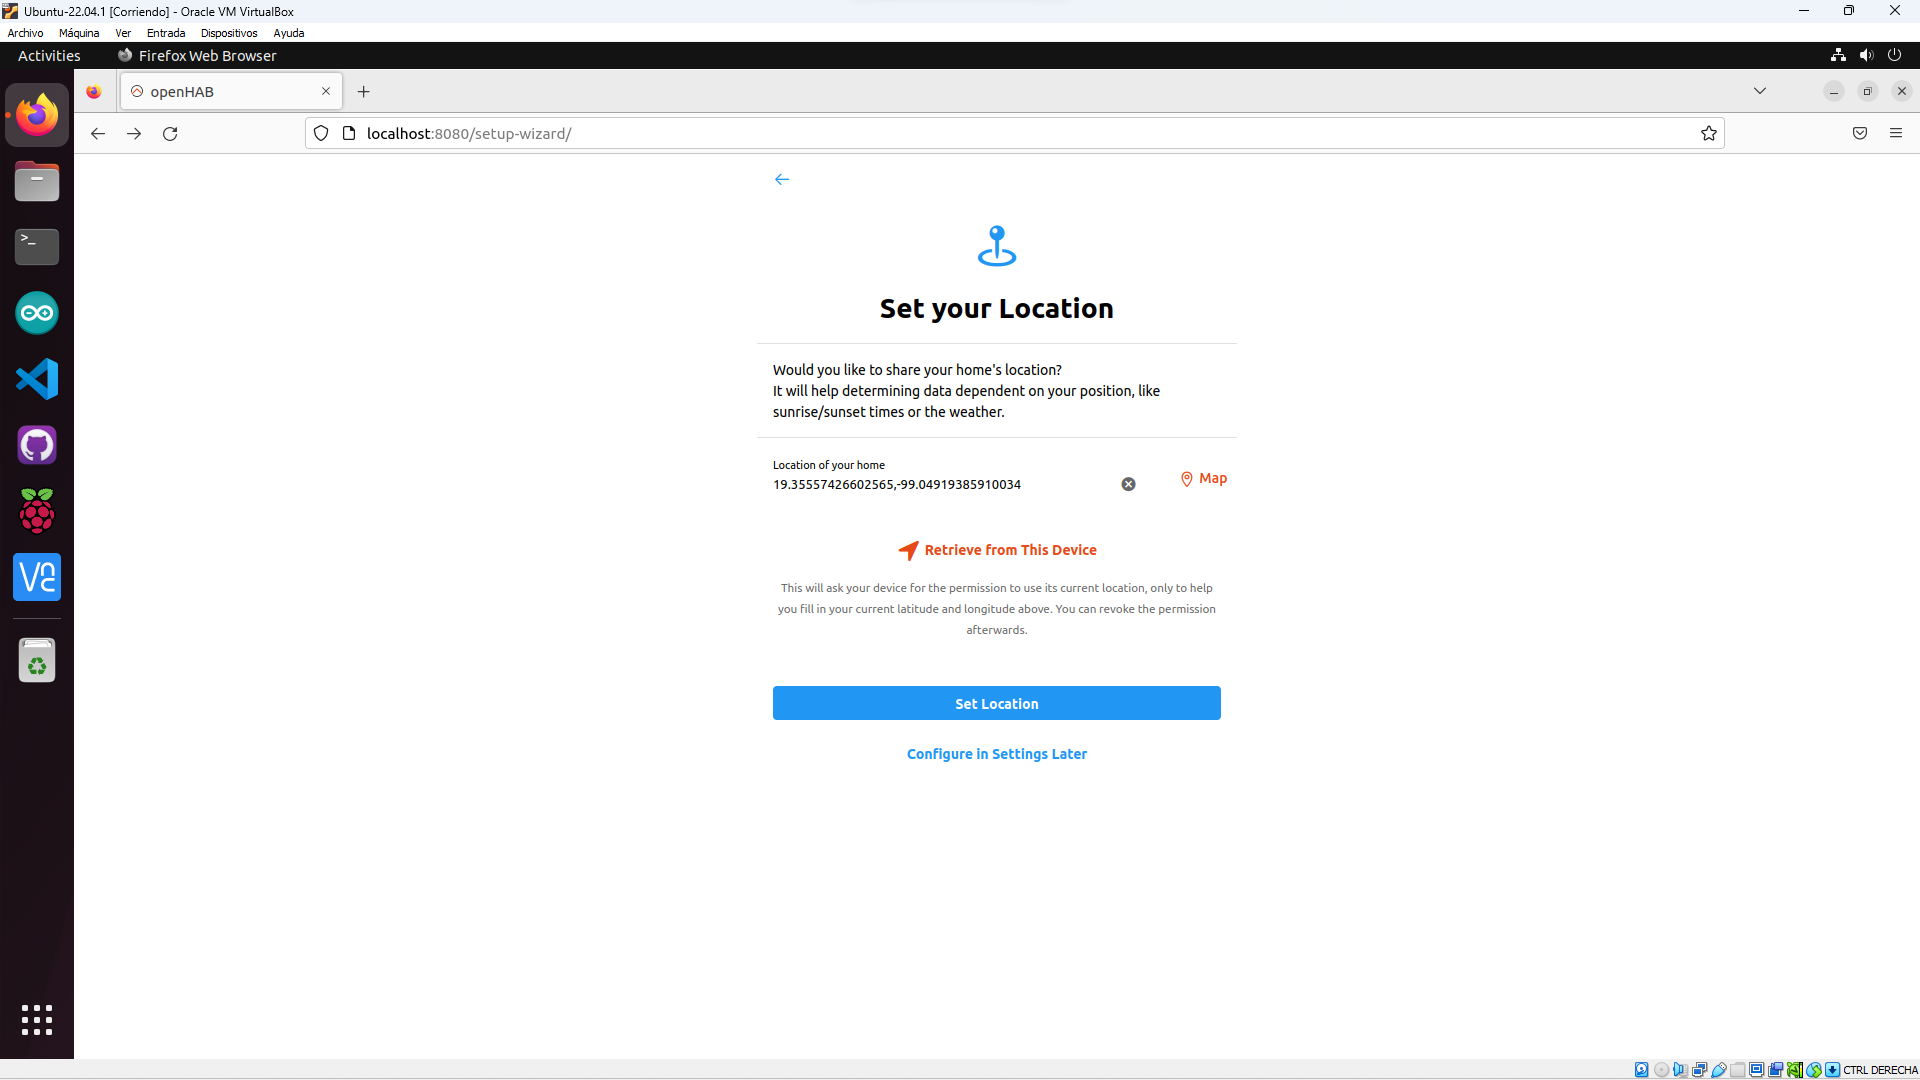 Ubuntu-22.04.1 [Corriendo] - Oracle VM VirtualBox
Archivo Máquina Ver Entrada Dispositivos Ayuda
Activities Firefox Web Browser
openHAB
localhost:8080/setup-wizard/
Set your Location
Would you like to share your home's location?
It will help determining data dependent on your position, like
sunrise/sunset times or the weather.
Location of your home
19.35557426602565,-99.04919385910034
Map
Retrieve from This Device
This will ask your device for the permission to use its current location, only to help
you fill in your current latitude and longitude above. You can revoke the permission
afterwards.
Set Location
Configure in Settings Later
CTRL DERECHA